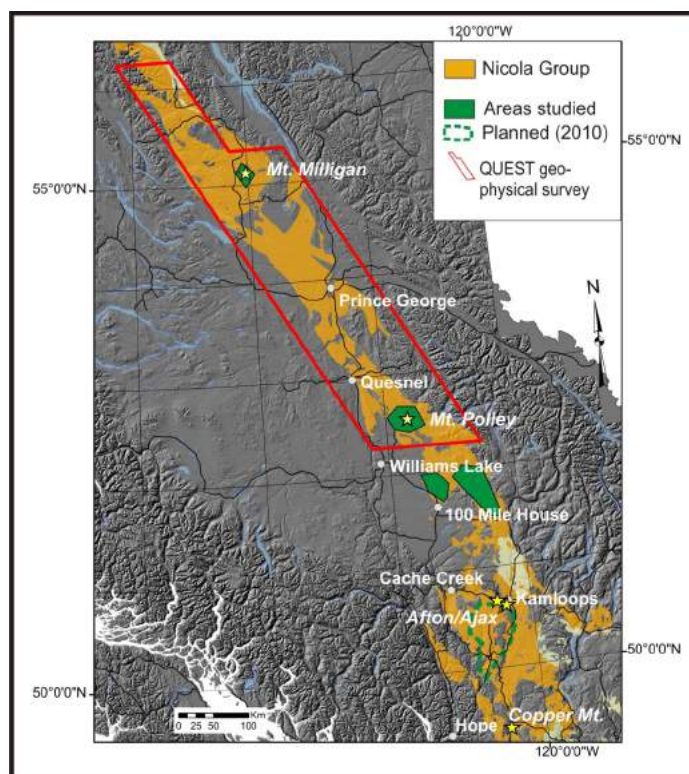 120°0'0"W
Nicola Group
Areas studied
Planned (2010)
QUEST geo-
physical survey
55°0'0"N
55°0'0"N
Mt. Milligan
N
Prince George
Quesnel
Mt. Polley
Williams Lake
100 Mile House
Cache Creek
Kamloops
Afton/Ajax
50°0'0"N
50°0'0"N
Copper Mt.
Hope
0 25 50 100
Km
120°0'0"W